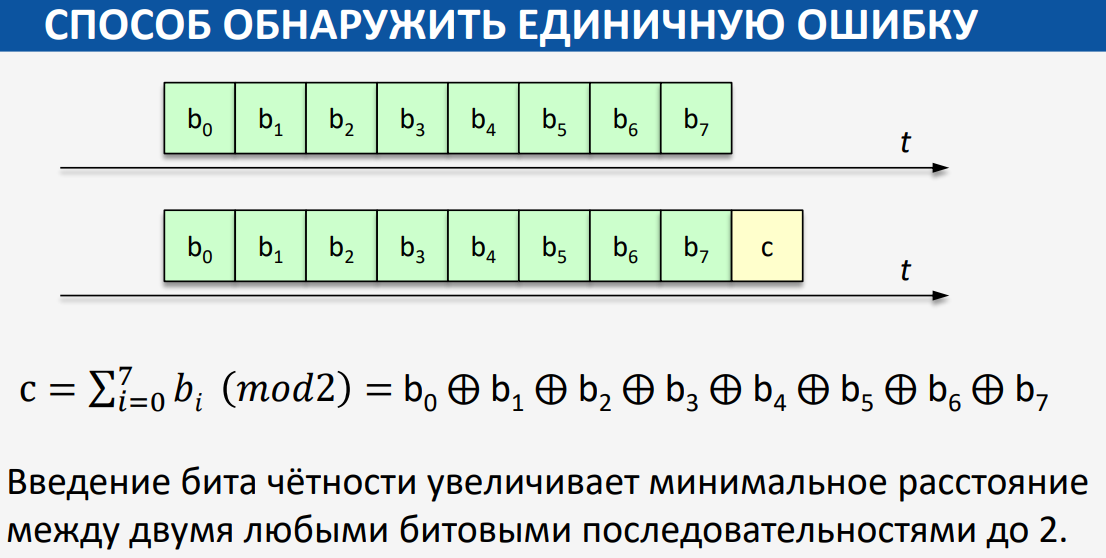 СПОСОБ ОБНАРУЖИТЬ ЕДИНИЧНУЮ ОШИБКУ
b₀ b₁ b₂ b₃ b₄ b₅ b₆ b₇
t
b₀ b₁ b₂ b₃ b₄ b₅ b₆ b₇ c
t
c = ∑⁷ᵢ₌₀ bᵢ (mod2) = b₀ ⊕ b₁ ⊕ b₂ ⊕ b₃ ⊕ b₄ ⊕ b₅ ⊕ b₆ ⊕ b₇
Введение бита чётности увеличивает минимальное расстояние
между двумя любыми битовыми последовательностями до 2.